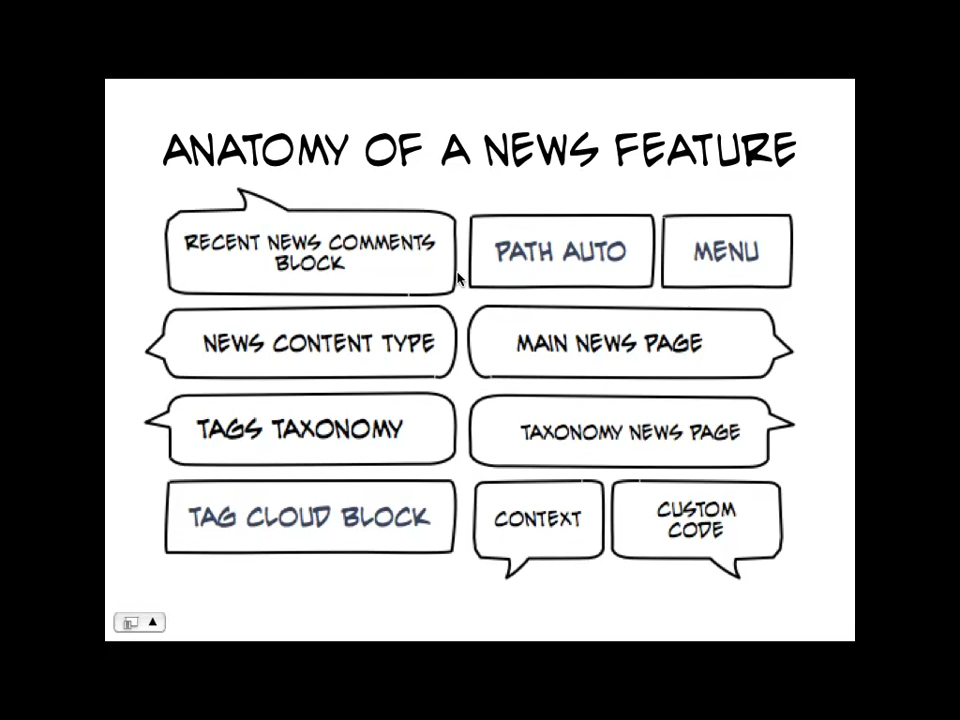 ANATOMY OF A NEWS FEATURE
RECENT NEWS COMMENTS
BLOCK
PATH AUTO
MENU
NEWS CONTENT TYPE
MAIN NEWS PAGE
TAGS TAXONOMY
TAXONOMY NEWS PAGE
TAG CLOUD BLOCK
CONTEXT
CUSTOM
CODE